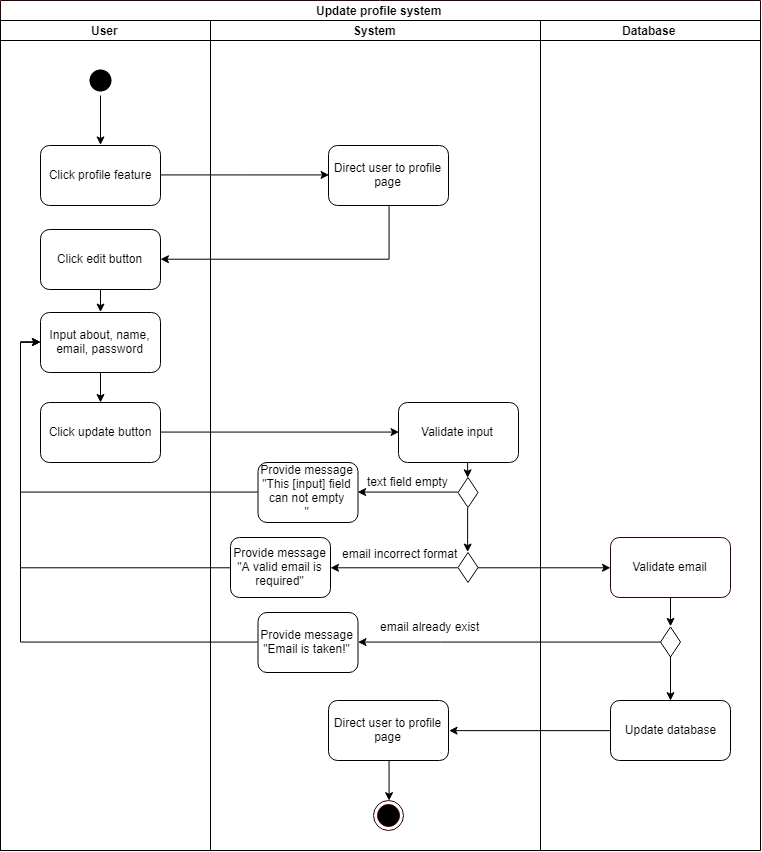 Update profile system
User
System
Database
Click profile feature
Direct user to profile
page
Click edit button
Input about, name,
email, password
Click update button
Validate input
Provide message
"This [input] field
can not empty
"
text field empty
Provide message
"A valid email is
required"
email incorrect format
Validate email
Provide message
"Email is taken!"
email already exist
Direct user to profile
page
Update database